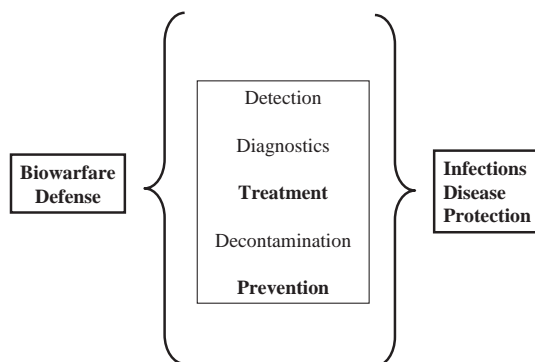 Biowarfare
Defense
Detection
Diagnostics
Treatment
Decontamination
Prevention
Infections
Disease
Protection